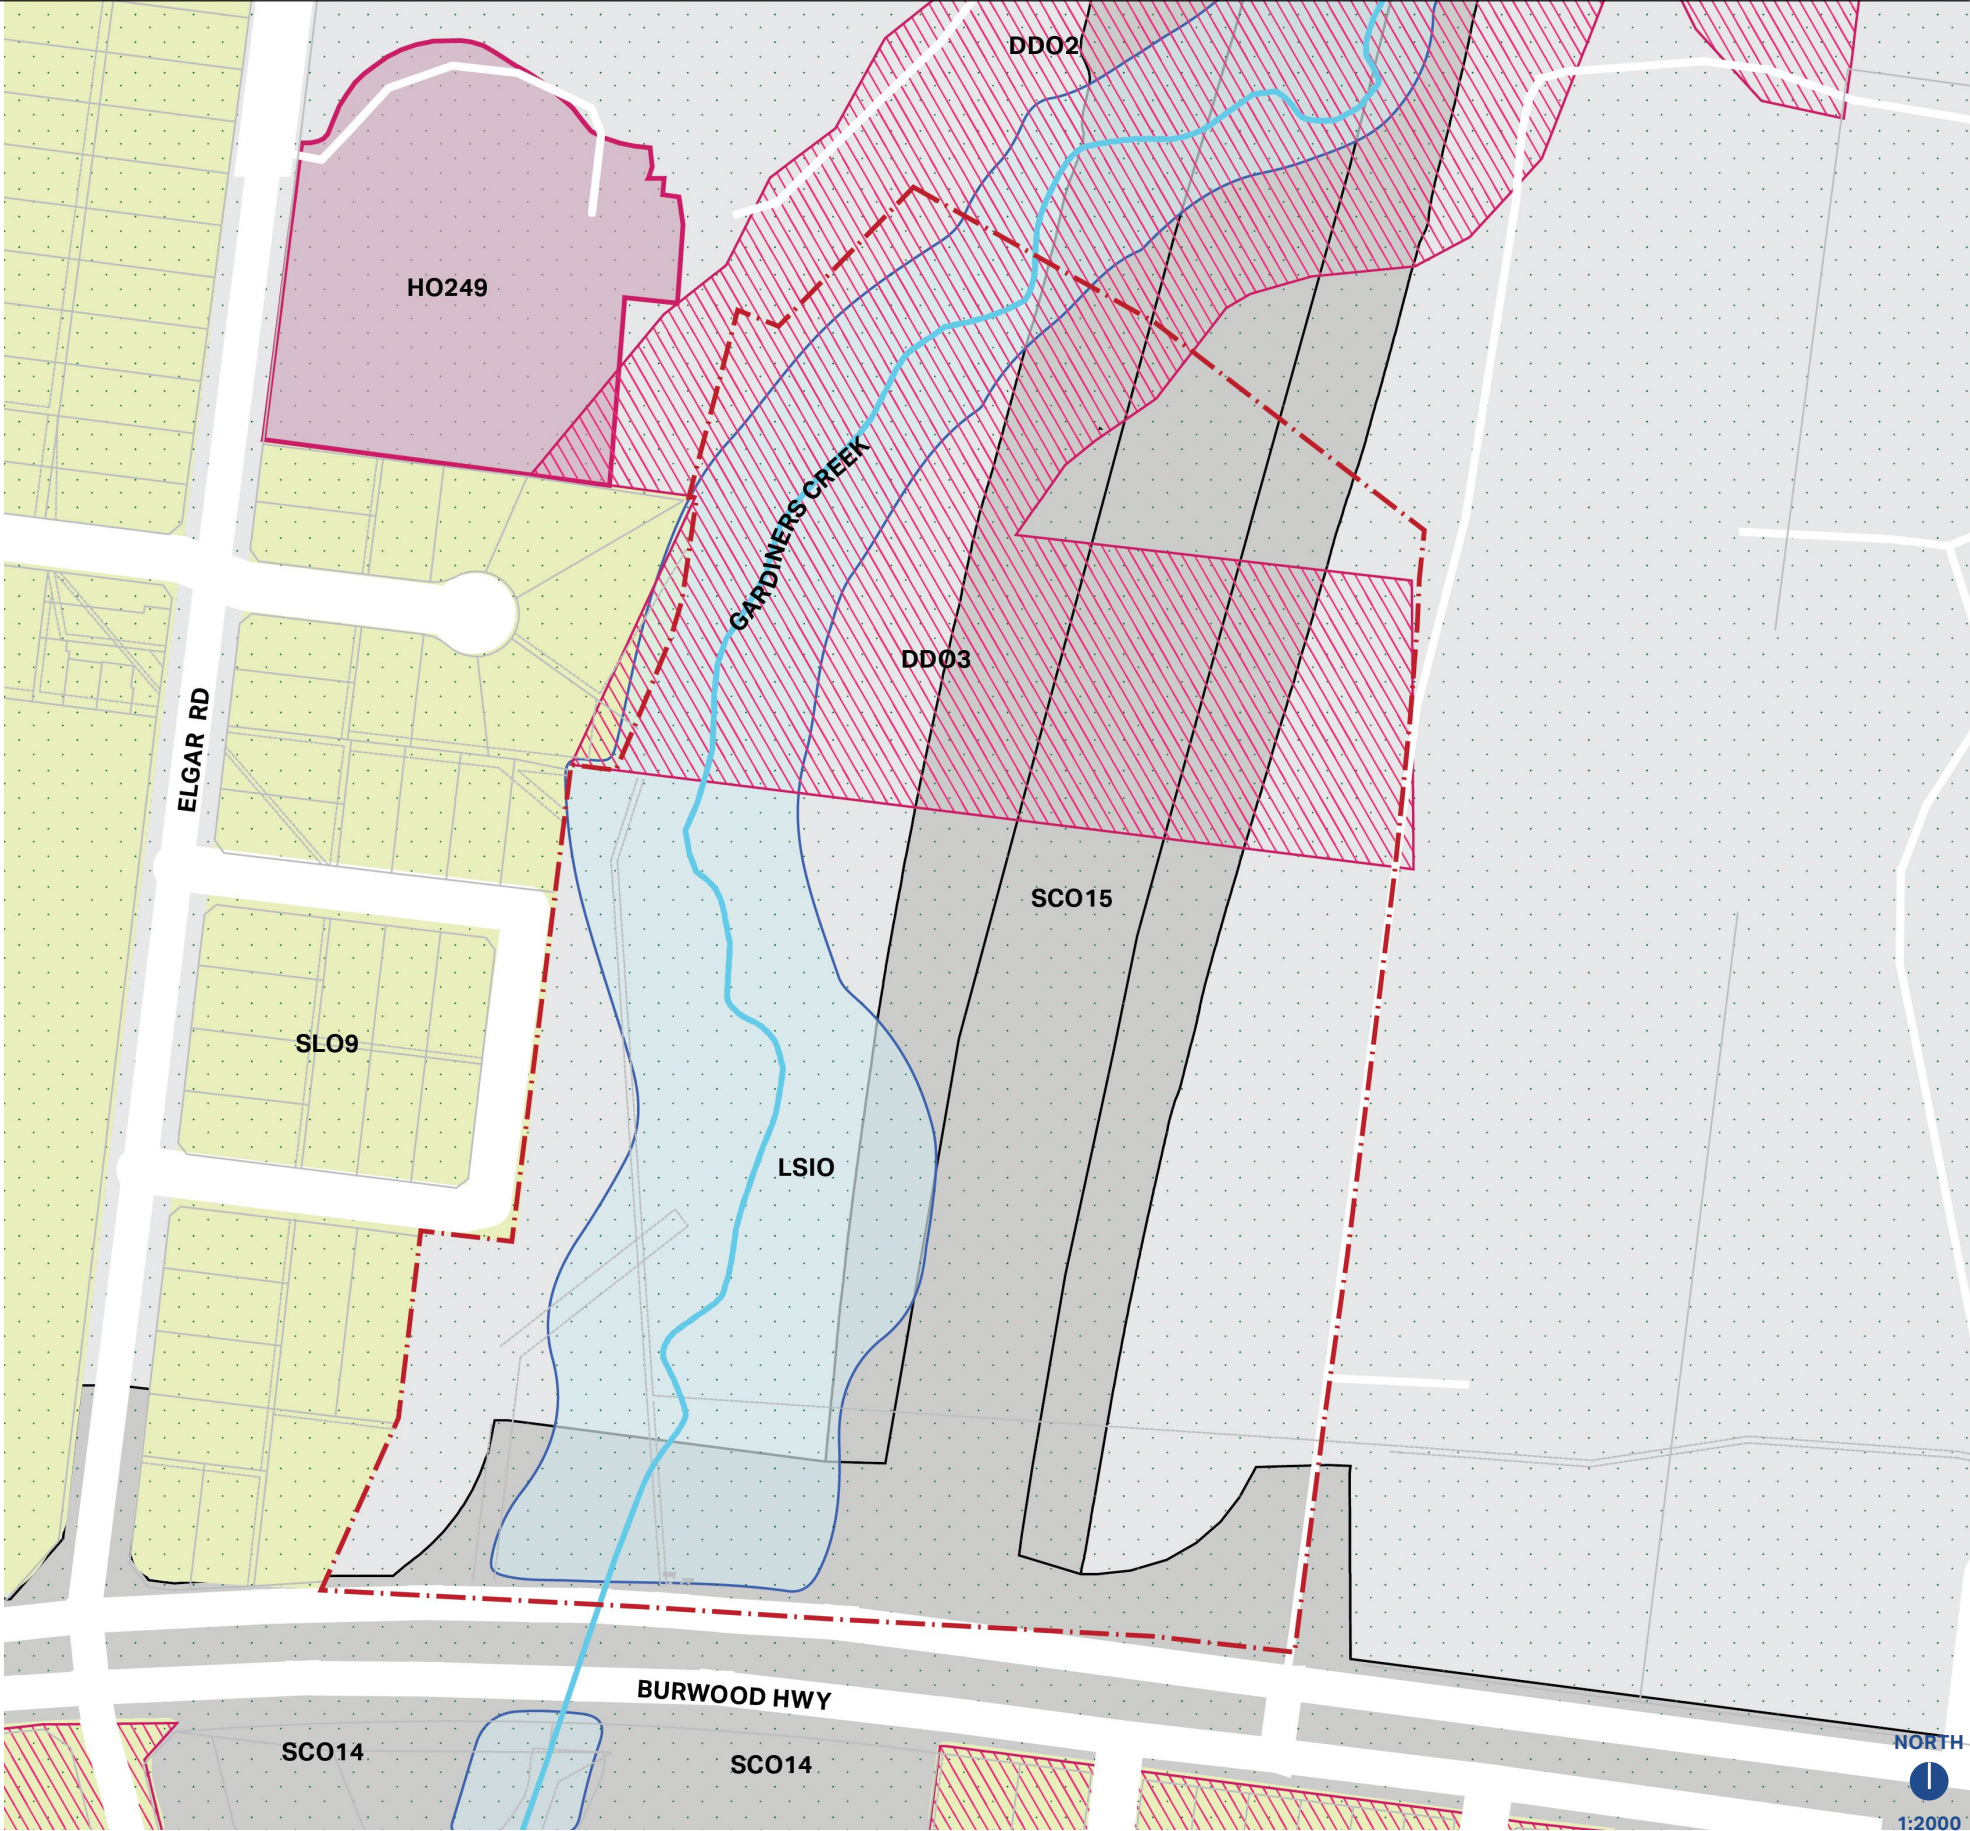 DDO2
HO249
GARDINERS CREEK
DDO3
ELGAR RD
SCO15
SLO9
LSIO
BURWOOD HWY
SCO14
SCO14
NORTH
1:2000